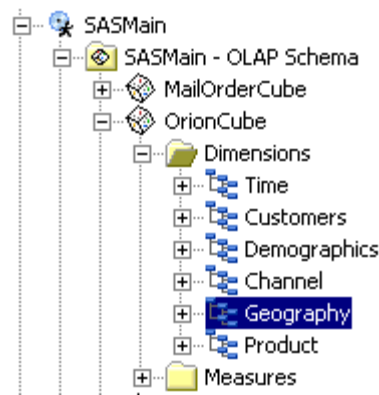 SASMain
SASMain - OLAP Schema
MailOrderCube
OrionCube
Dimensions
Time
Customers
Demographics
Channel
Geography
Product
Measures